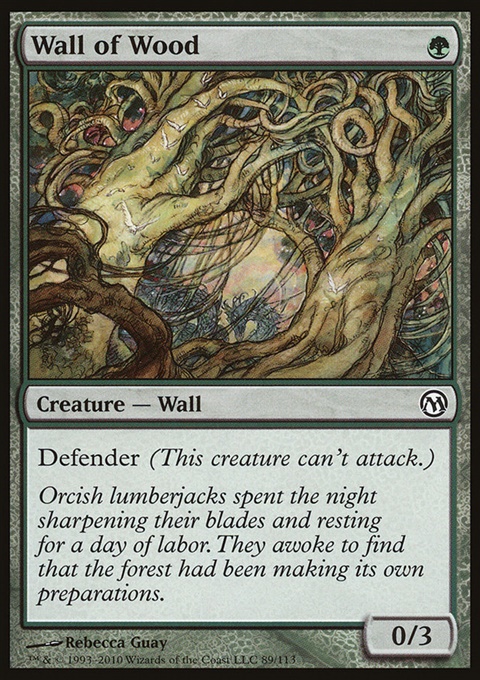 Wall of Wood
Creature — Wall
Defender (This creature can't attack.)
Orcish lumberjacks spent the night
sharpening their blades and resting
for a day of labor. They awoke to find
that the forest had been making its own
preparations.
0/3
Rebecca Guay
™ & © 1993–2010 Wizards of the Coast LLC 89/113